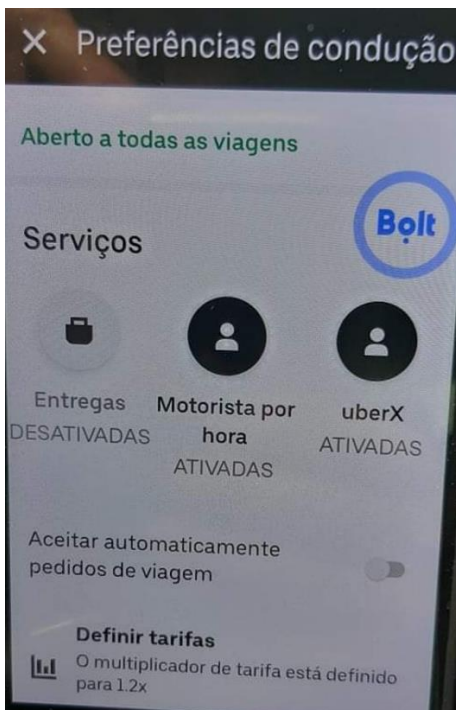 Preferências de condução
Aberto a todas as viagens
Bolt
Serviços
Entregas
DESATIVADAS
Motorista por
hora
ATIVADAS
uberX
ATIVADAS
Aceitar automaticamente
pedidos de viagem
Definir tarifas
O multiplicador de tarifa está definido
para 1.2x